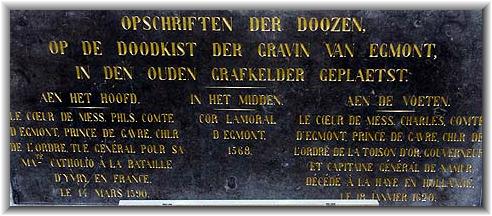 OPSCHRIFTEN DER DOOZEN,
OP DE DOODKIST DER GRAVIN VAN EGMONT,
IN DEN OUDEN GRAFKELDER GEPLAETST.
AEN HET HOOFD.
LE CŒUR DE MESS. PHLS. COMTE
D'EGMONT, PRINCE DE GAVRE, CHLR
DE L'ORDRE, TUÉ GÉNÉRAL POUR SA
MATE CATHOLIQ À LA BATAILLE
D'YVRY, EN FRANCE,
LE 14 MARS 1590.
IN HET MIDDEN.
COR LAMORAL
D'EGMONT.
1568.
AEN DE VOETEN.
LE CŒUR DE MESS. CHARLES, COMTE
D'EGMONT, PRINCE DE GAVRE, CHLR DE
L'ORDRE DE LA TOISON D'OR, GOUVERNEUR
ET CAPITAINE GÉNÉRAL DE NAMUR,
DÉCÉDÉ À LA HAYE EN HOLLANDE,
LE 18 JANVIER 1620.